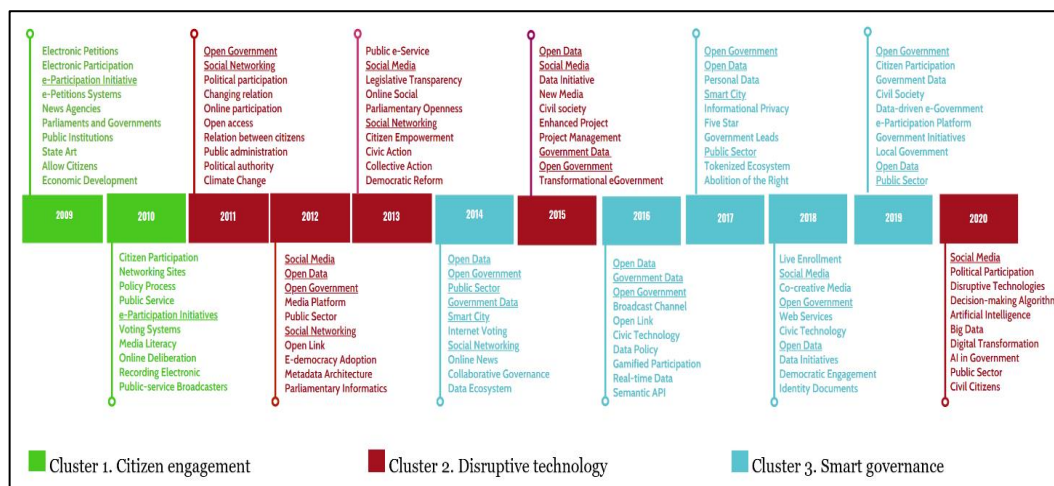 Electronic Petitions
Electronic Participation
e-Participation Initiative
e-Petitions Systems
News Agencies
Parliaments and Governments
Public Institutions
State Art
Allow Citizens
Economic Development
Open Government
Social Networking
Political participation
Changing relation
Online participation
Open access
Relation between citizens
Public administration
Political authority
Climate Change
Public e-Service
Social Media
Legislative Transparency
Online Social
Parliamentary Openness
Social Networking
Citizen Empowerment
Civic Action
Collective Action
Democratic Reform
Open Data
Social Media
Data Initiative
New Media
Civil society
Enhanced Project
Project Management
Government Data
Open Government
Transformational eGovernment
Open Government
Open Data
Personal Data
Smart City
Informational Privacy
Five Star
Government Leads
Public Sector
Tokenized Ecosystem
Abolition of the Right
Open Government
Citizen Participation
Government Data
Civil Society
Data-driven e-Government
e-Participation Platform
Government Initiatives
Local Government
Open Data
Public Sector
2009
2010
2011
2012
2013
2014
2015
2016
2017
2018
2019
2020
Citizen Participation
Networking Sites
Policy Process
Public Service
e-Participation Initiatives
Voting Systems
Media Literacy
Online Deliberation
Recording Electronic
Public-service Broadcasters
Social Media
Open Data
Open Government
Media Platform
Public Sector
Social Networking
Open Link
E-democracy Adoption
Metadata Architecture
Parliamentary Informatics
Open Data
Open Government
Public Sector
Government Data
Smart City
Internet Voting
Social Networking
Online News
Collaborative Governance
Data Ecosystem
Open Data
Government Data
Open Government
Broadcast Channel
Open Link
Civic Technology
Data Policy
Gamified Participation
Real-time Data
Semantic API
Live Enrollment
Social Media
Co-creative Media
Open Government
Web Services
Civic Technology
Open Data
Data Initiatives
Democratic Engagement
Identity Documents
Social Media
Political Participation
Disruptive Technologies
Decision-making Algorithm
Artificial Intelligence
Big Data
Digital Transformation
AI in Government
Public Sector
Civil Citizens
Cluster 1. Citizen engagement
Cluster 2. Disruptive technology
Cluster 3. Smart governance